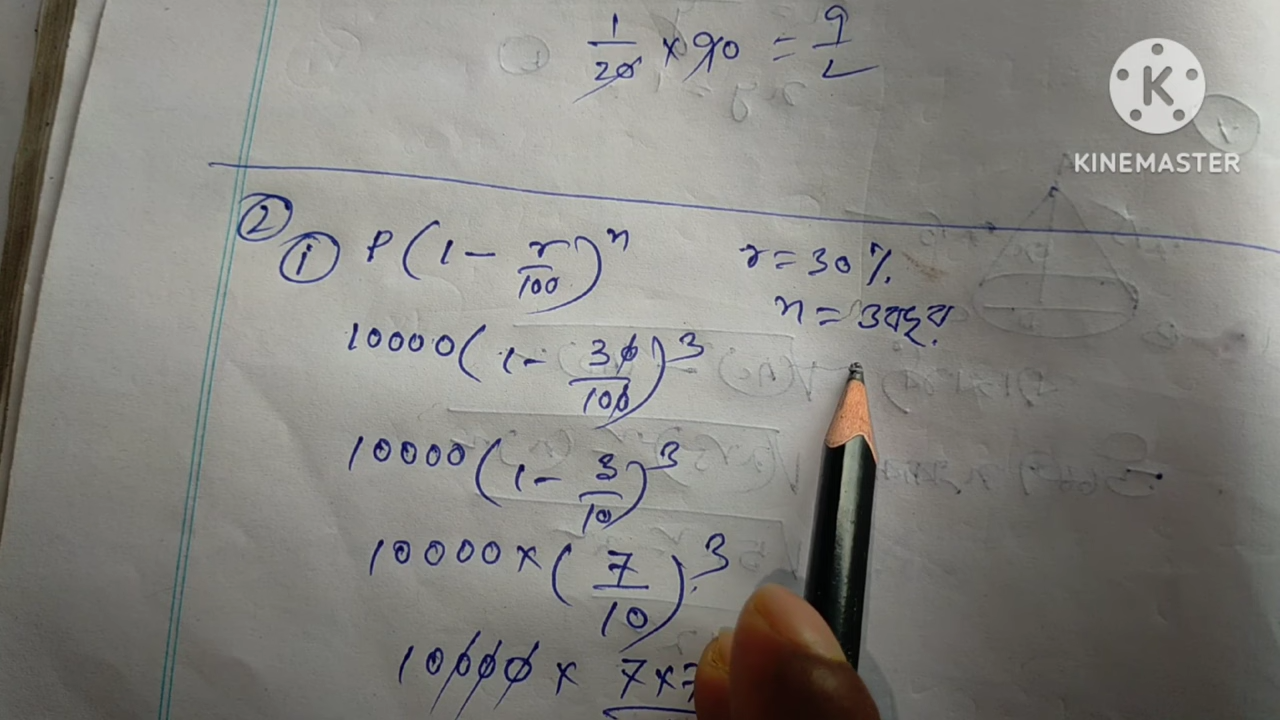 1/20 × 90 = 9/2
KINEMASTER
② ① P(1 - r/100)ⁿ r = 30%
n = 3বছর
10000(1 - 30/100)³
10000(1 - 3/10)³
10000 × (7/10)³
10000 × 7×7